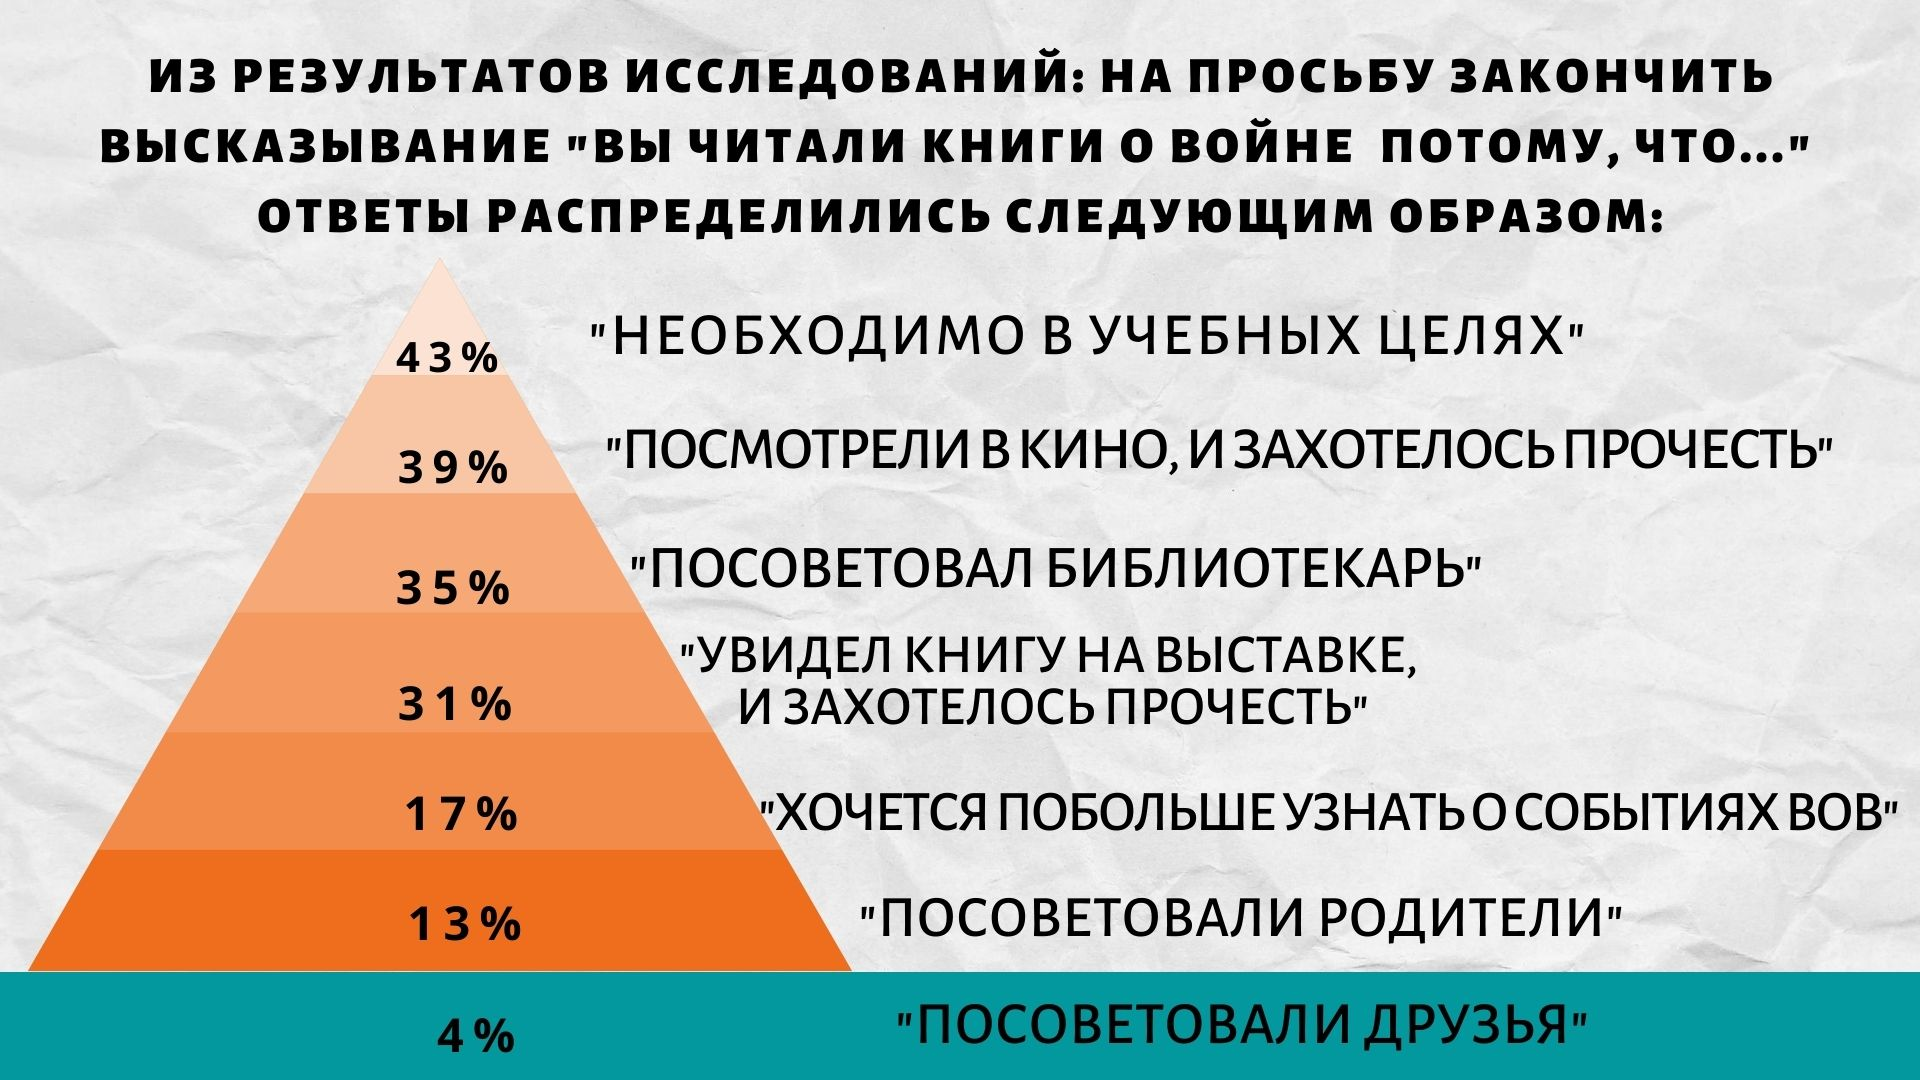 ИЗ РЕЗУЛЬТАТОВ ИССЛЕДОВАНИЙ: НА ПРОСЬБУ ЗАКОНЧИТЬ
ВЫСКАЗЫВАНИЕ "ВЫ ЧИТАЛИ КНИГИ О ВОЙНЕ ПОТОМУ, ЧТО..."
ОТВЕТЫ РАСПРЕДЕЛИЛИСЬ СЛЕДУЮЩИМ ОБРАЗОМ:
43% "НЕОБХОДИМО В УЧЕБНЫХ ЦЕЛЯХ"
39% "ПОСМОТРЕЛИ В КИНО, И ЗАХОТЕЛОСЬ ПРОЧЕСТЬ"
35% "ПОСОВЕТОВАЛ БИБЛИОТЕКАРЬ"
31% "УВИДЕЛ КНИГУ НА ВЫСТАВКЕ,
И ЗАХОТЕЛОСЬ ПРОЧЕСТЬ"
17% "ХОЧЕТСЯ ПОБОЛЬШЕ УЗНАТЬ О СОБЫТИЯХ ВОВ"
13% "ПОСОВЕТОВАЛИ РОДИТЕЛИ"
4% "ПОСОВЕТОВАЛИ ДРУЗЬЯ"